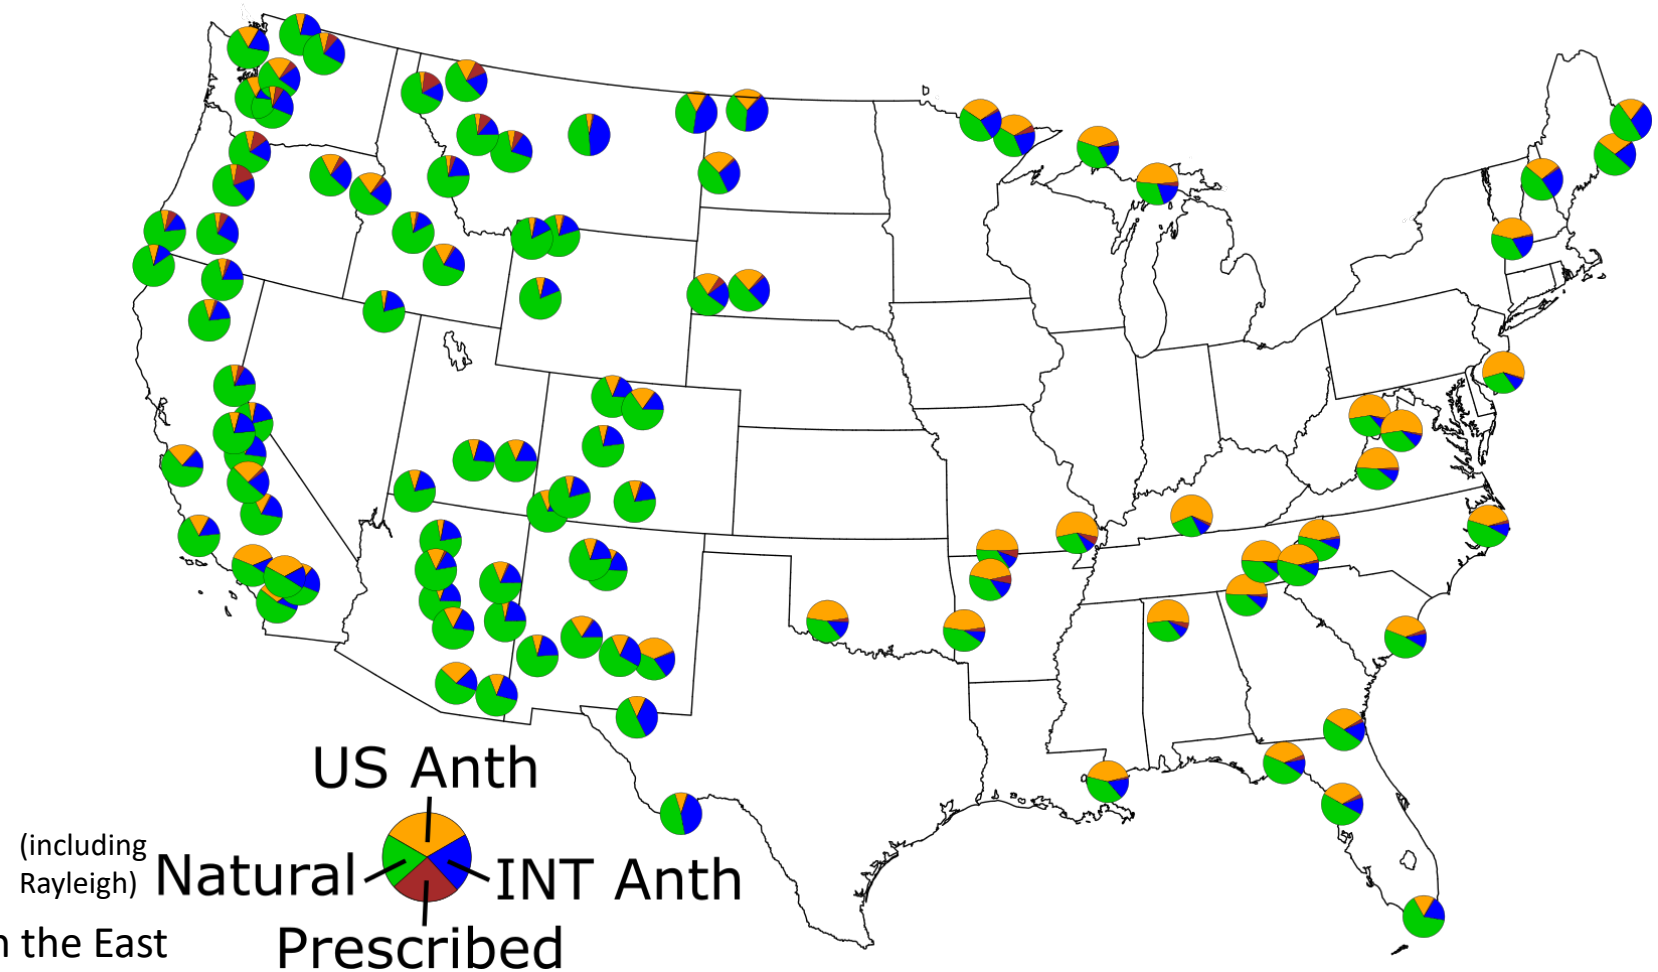 US Anth
(including
Rayleigh)
Natural
INT Anth
Prescribed
the East